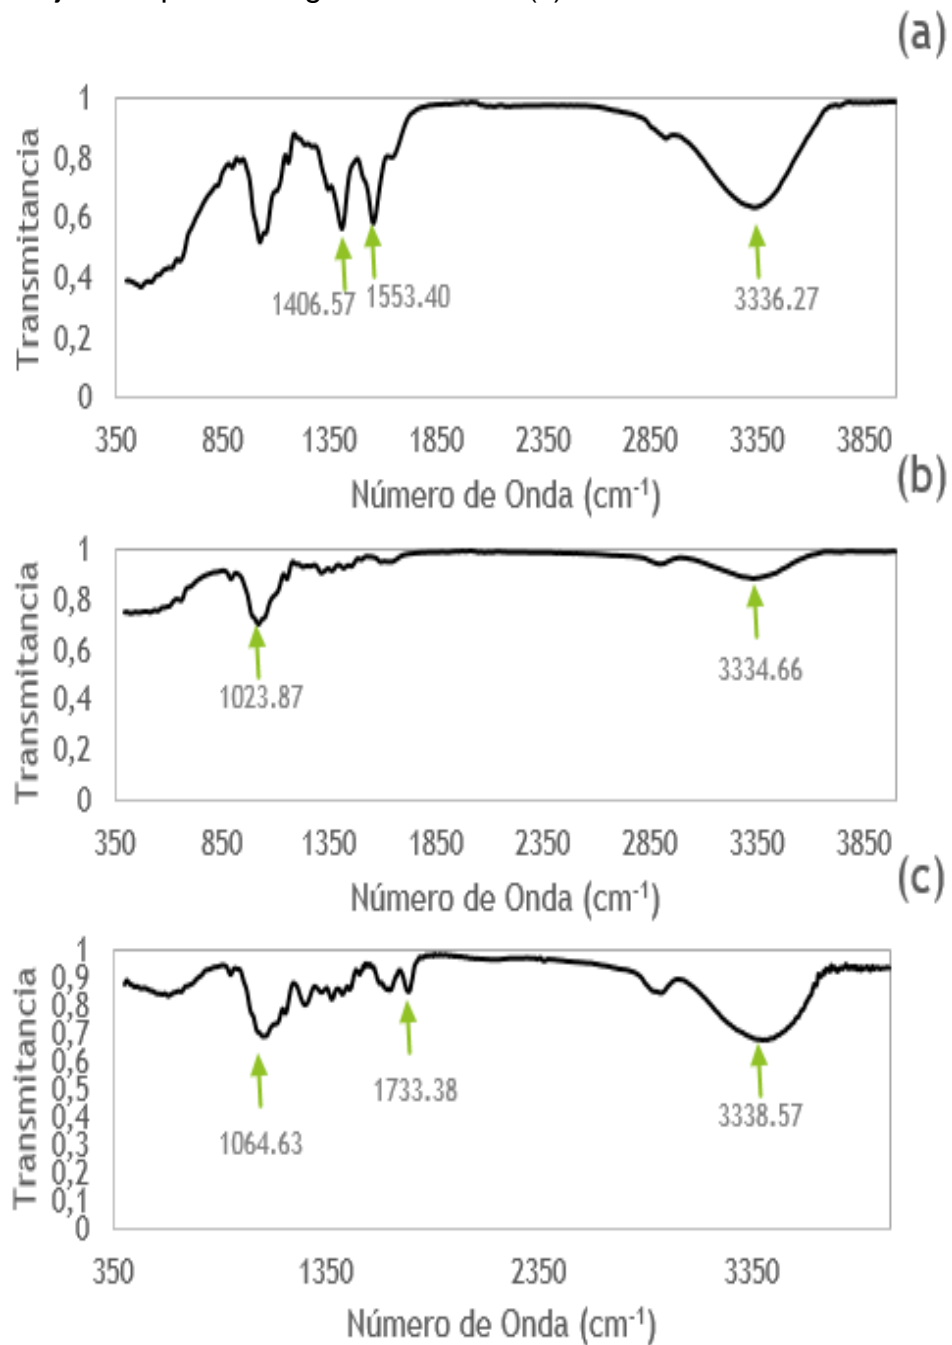 (a)
1
0,8
0,6
0,4
0,2
0
Transmitancia
1406.57 1553.40 3336.27
350 850 1350 1850 2350 2850 3350 3850
Número de Onda (cm-1)
(b)
1
0,8
0,6
0,4
0,2
0
Transmitancia
1023.87 3334.66
350 850 1350 1850 2350 2850 3350 3850
Número de Onda (cm-1)
(c)
1
0,9
0,8
0,7
0,6
0,5
0,4
0,3
0,2
0,1
0
Transmitancia
1064.63 1733.38 3338.57
350 1350 2350 3350
Número de Onda (cm-1)